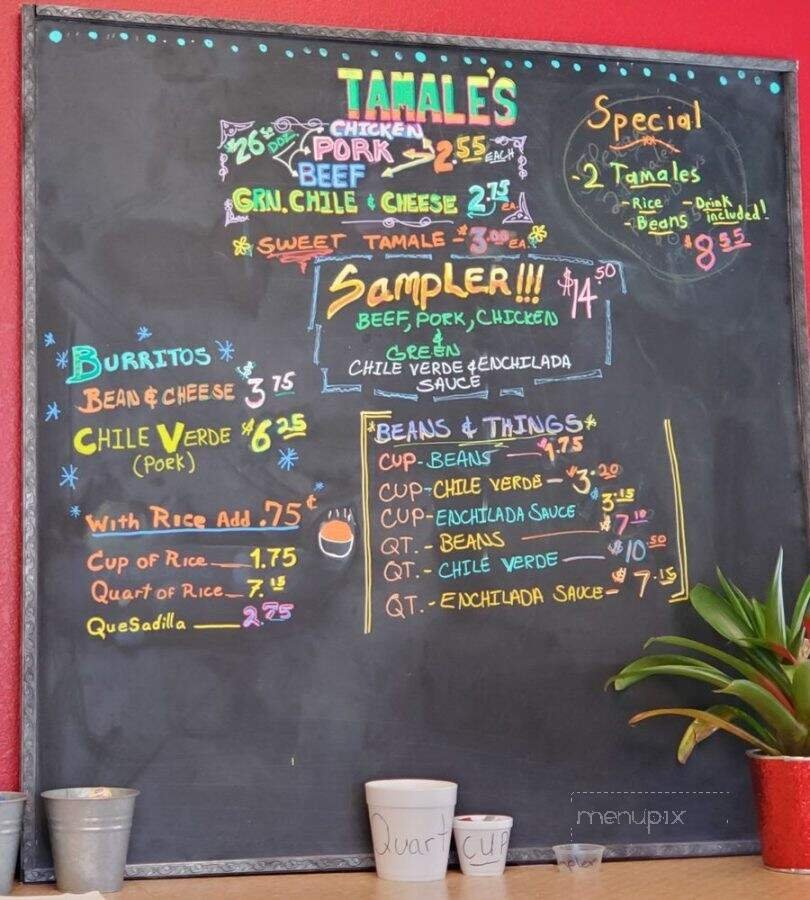 TAMALE'S
$26.50 DOZ
CHICKEN
PORK
BEEF
2.55 EACH
GRN. CHILE & CHEESE 2.75 EA.
SWEET TAMALE - 3.00 EA.
Special
- 2 Tamales
- Rice - Drink
- Beans included!
$8.55
SAMPLER!!! $14.50
BEEF, PORK, CHICKEN
&
GREEN
CHILE VERDE & ENCHILADA
SAUCE
BURRITOS
BEAN & CHEESE $3.75
CHILE VERDE $6.25
(PORK)
With Rice Add .75¢
Cup of Rice — 1.75
Quart of Rice — 7.15
QueSadilla — 2.75
*BEANS & THINGS*
CUP - BEANS — $1.75
CUP - CHILE VERDE - $3.20
CUP - ENCHILADA SAUCE $3.15
QT. - BEANS — $7.10
QT. - CHILE VERDE — $10.50
QT. - ENCHILADA SAUCE - $7.15
Quart
CUP
menupix